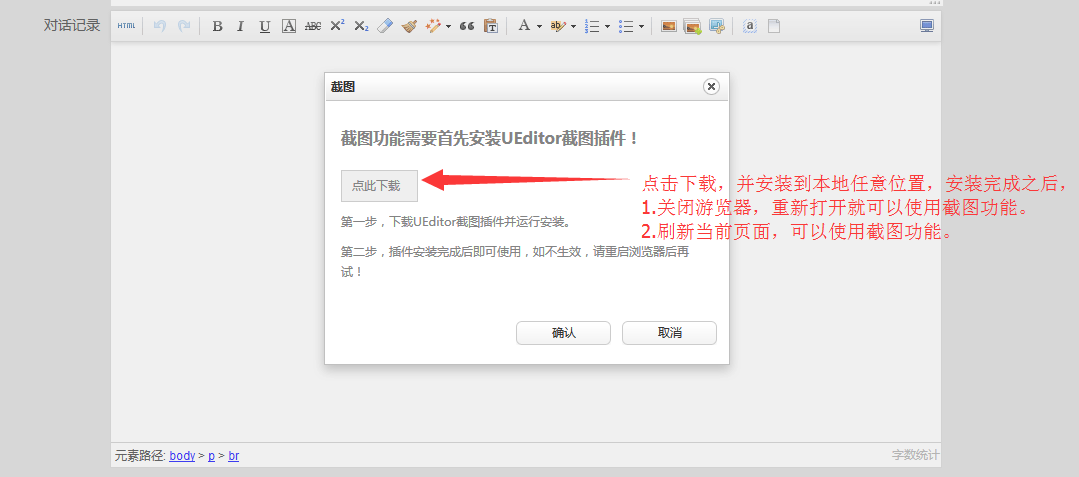 对话记录
HTML
B I U A ABC X² X₂
A ab a
截图
截图功能需要首先安装UEditor截图插件！
点此下载
点击下载，并安装到本地任意位置，安装完成之后，
1.关闭游览器，重新打开就可以使用截图功能。
2.刷新当前页面，可以使用截图功能。
第一步，下载UEditor截图插件并运行安装。
第二步，插件安装完成后即可使用，如不生效，请重启浏览器后再
试！
确认
取消
元素路径: body > p > br
字数统计